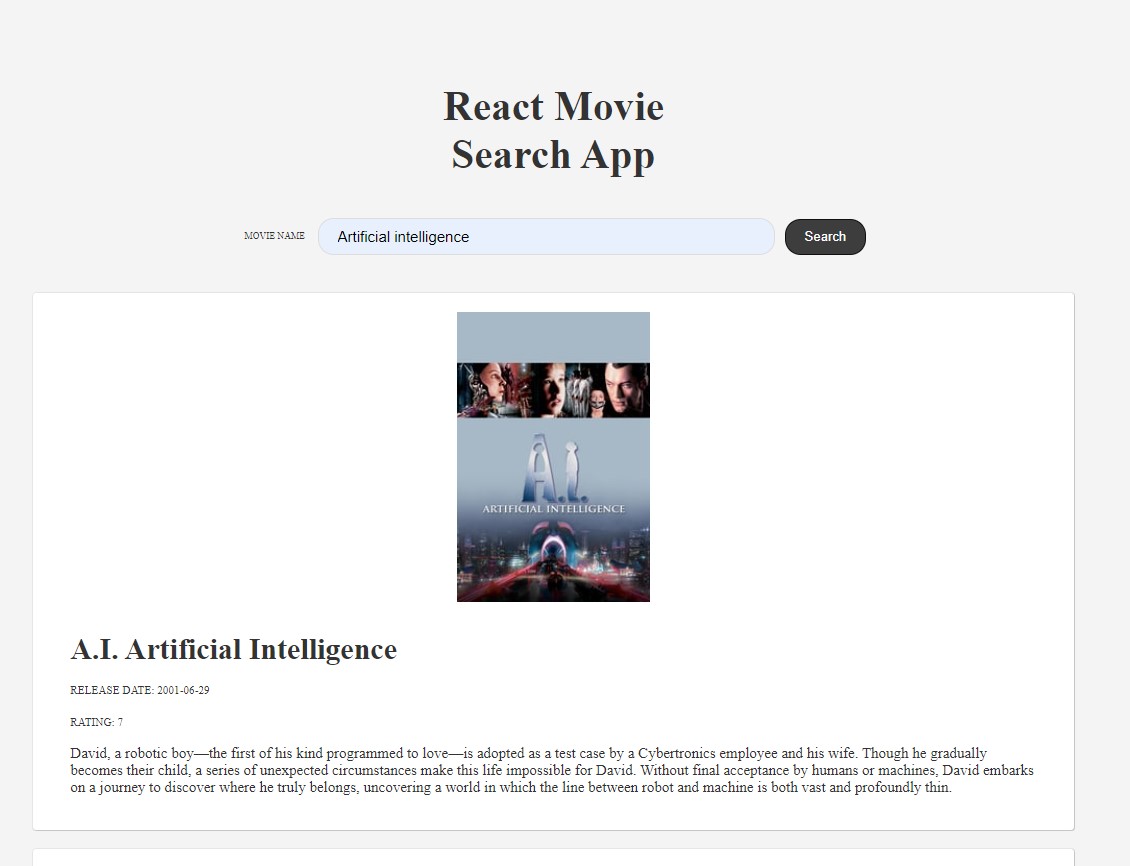 React Movie
Search App
MOVIE NAME
Artificial intelligence
Search
A.I.
ARTIFICIAL INTELLIGENCE
A.I. Artificial Intelligence
RELEASE DATE: 2001-06-29
RATING: 7
David, a robotic boy—the first of his kind programmed to love—is adopted as a test case by a Cybertronics employee and his wife. Though he gradually
becomes their child, a series of unexpected circumstances make this life impossible for David. Without final acceptance by humans or machines, David embarks
on a journey to discover where he truly belongs, uncovering a world in which the line between robot and machine is both vast and profoundly thin.